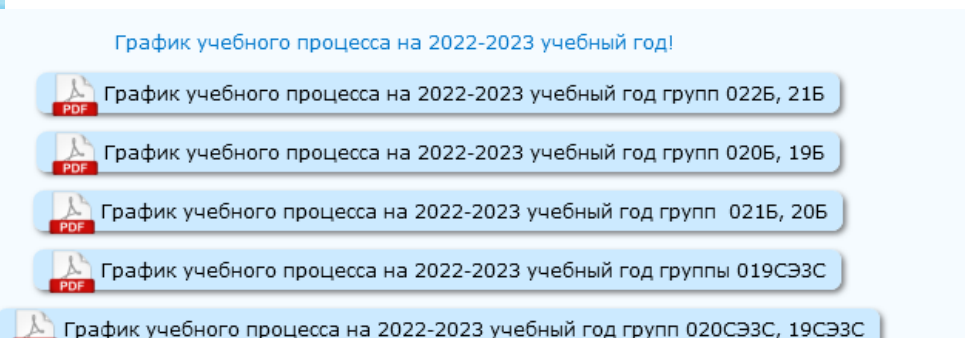 График учебного процесса на 2022-2023 учебный год!
PDF График учебного процесса на 2022-2023 учебный год групп 022Б, 21Б
PDF График учебного процесса на 2022-2023 учебный год групп 020Б, 19Б
PDF График учебного процесса на 2022-2023 учебный год групп 021Б, 20Б
PDF График учебного процесса на 2022-2023 учебный год группы 019СЭЗС
График учебного процесса на 2022-2023 учебный год групп 020СЭЗС, 19СЭЗС